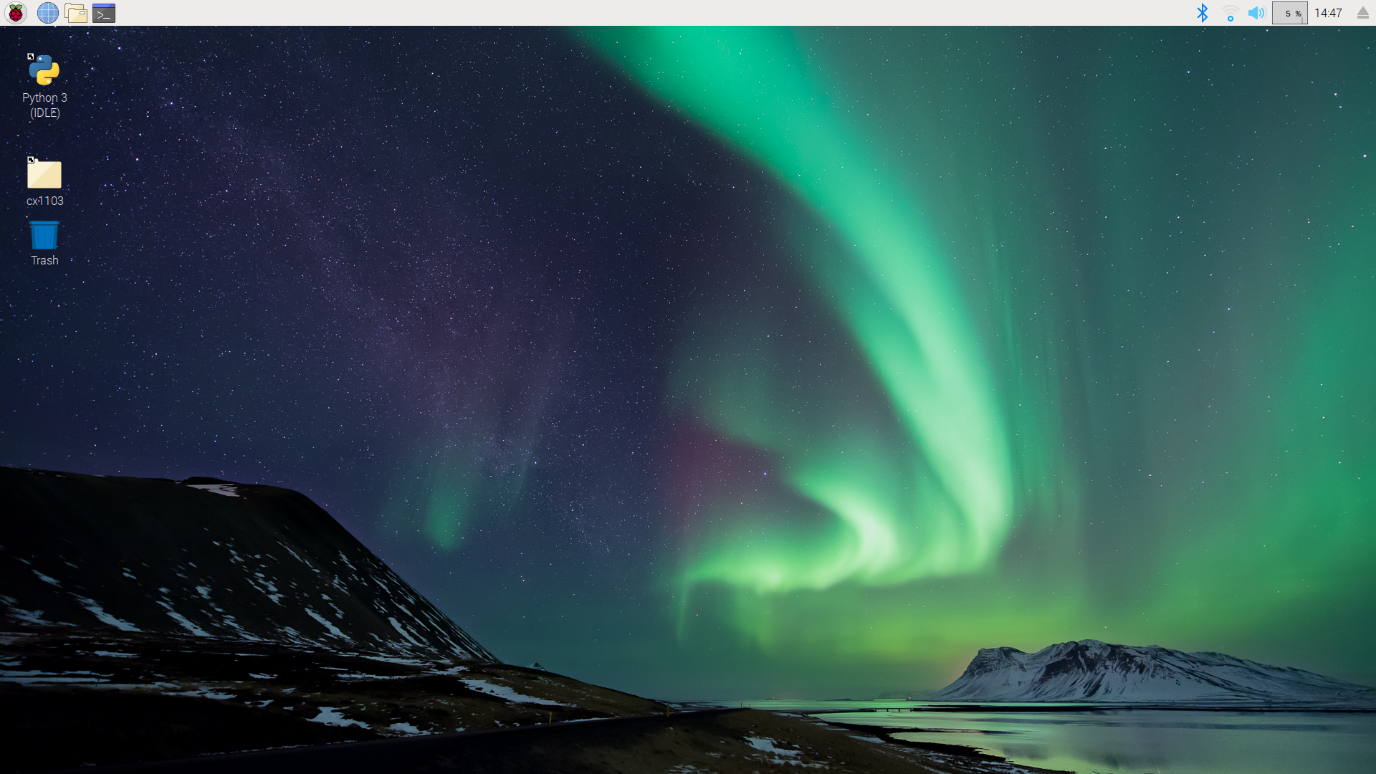 5 %
14:47
Python 3
(IDLE)
cx1103
Trash